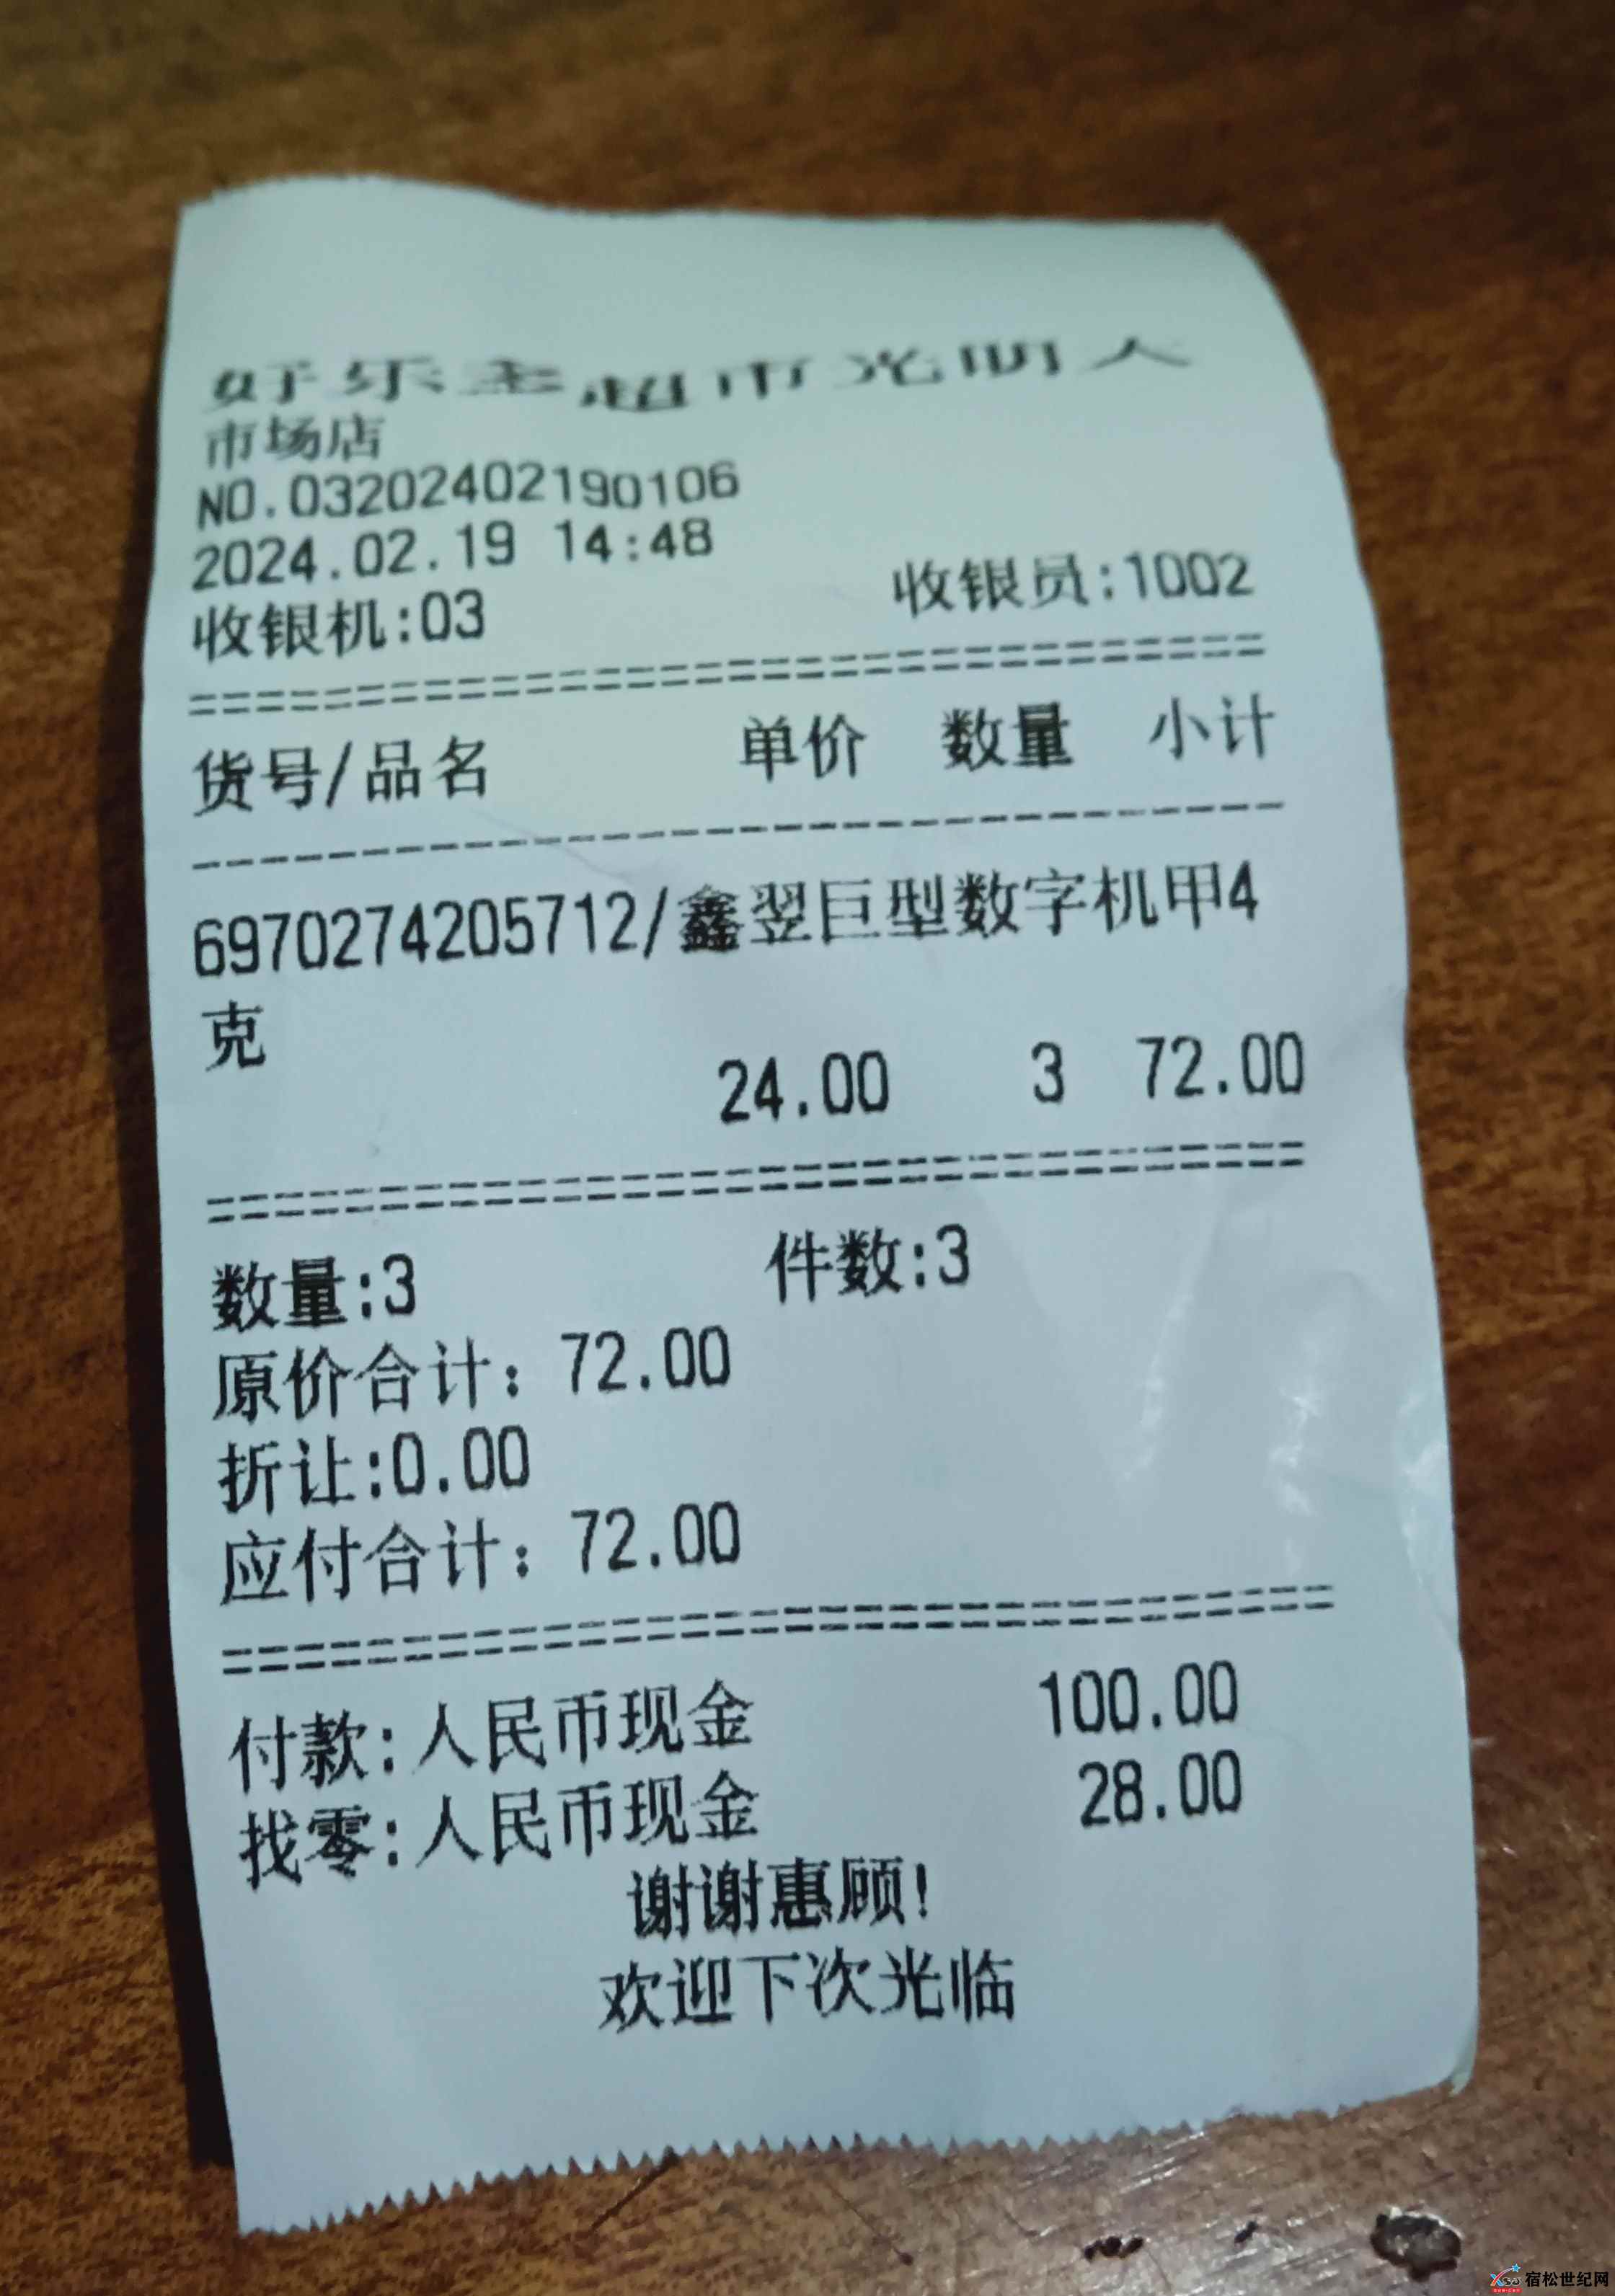 好乐多超市光明大
市场店
NO.03202402190106
2024.02.19 14:48
收银机:03 收银员:1002
货号/品名 单价 数量 小计
6970274205712/鑫翌巨型数字机甲4
克
24.00 3 72.00
数量:3 件数:3
原价合计：72.00
折让:0.00
应付合计：72.00
付款:人民币现金 100.00
找零:人民币现金 28.00
谢谢惠顾!
欢迎下次光临
宿松世纪网